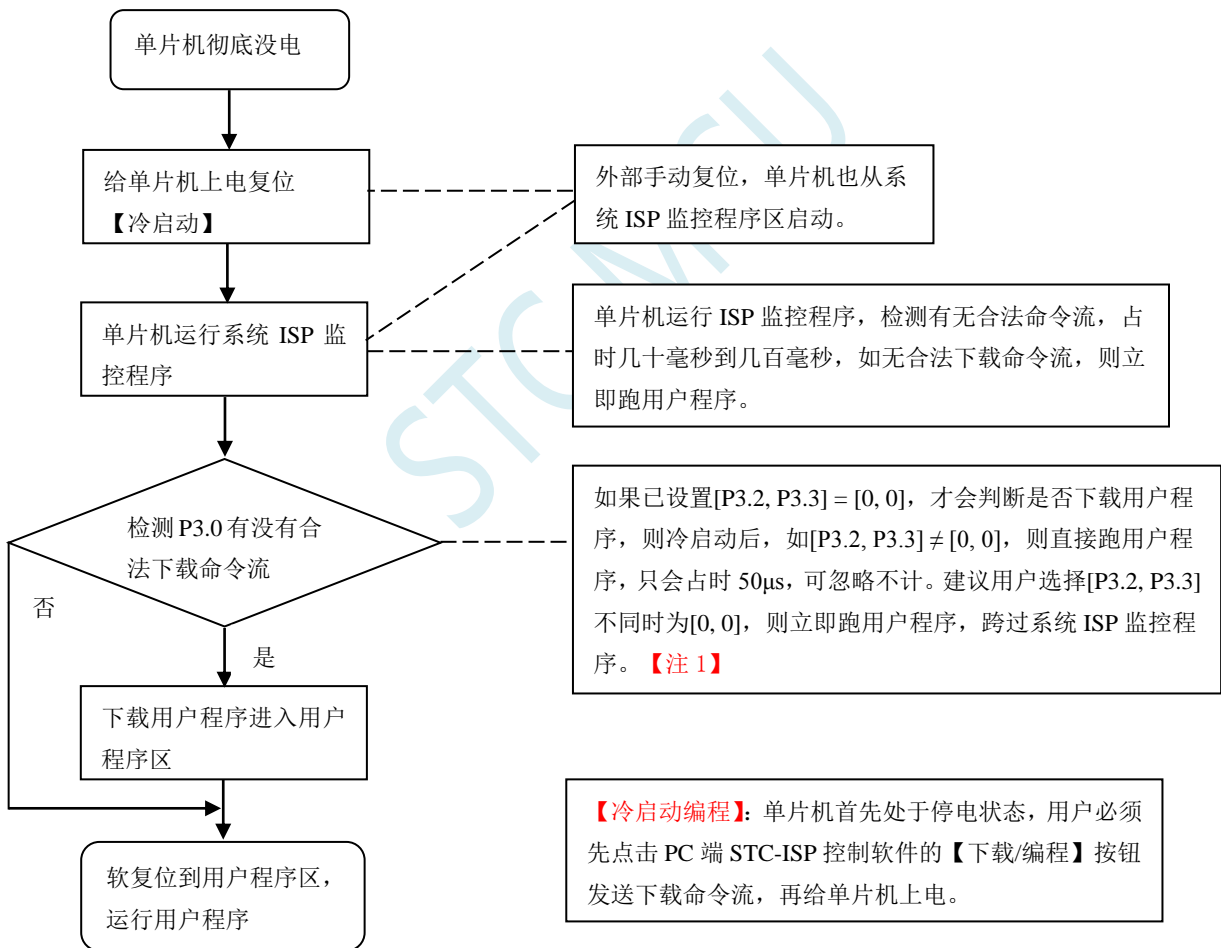 单片机彻底没电
给单片机上电复位
【冷启动】
外部手动复位，单片机也从系
统 ISP 监控程序区启动。
单片机运行系统 ISP 监
控程序
单片机运行 ISP 监控程序，检测有无合法命令流，占
时几十毫秒到几百毫秒，如无合法下载命令流，则立
即跑用户程序。
检测 P3.0 有没有合
法下载命令流
如果已设置[P3.2, P3.3] = [0, 0]，才会判断是否下载用户程
序，则冷启动后，如[P3.2, P3.3] ≠ [0, 0]，则直接跑用户程
序，只会占时 50μs，可忽略不计。建议用户选择[P3.2, P3.3]
不同时为[0, 0]，则立即跑用户程序，跨过系统 ISP 监控程
序。【注 1】
否
是
下载用户程序进入用户
程序区
【冷启动编程】：单片机首先处于停电状态，用户必须
先点击 PC 端 STC-ISP 控制软件的【下载/编程】按钮
发送下载命令流，再给单片机上电。
软复位到用户程序区，
运行用户程序
STC MCU